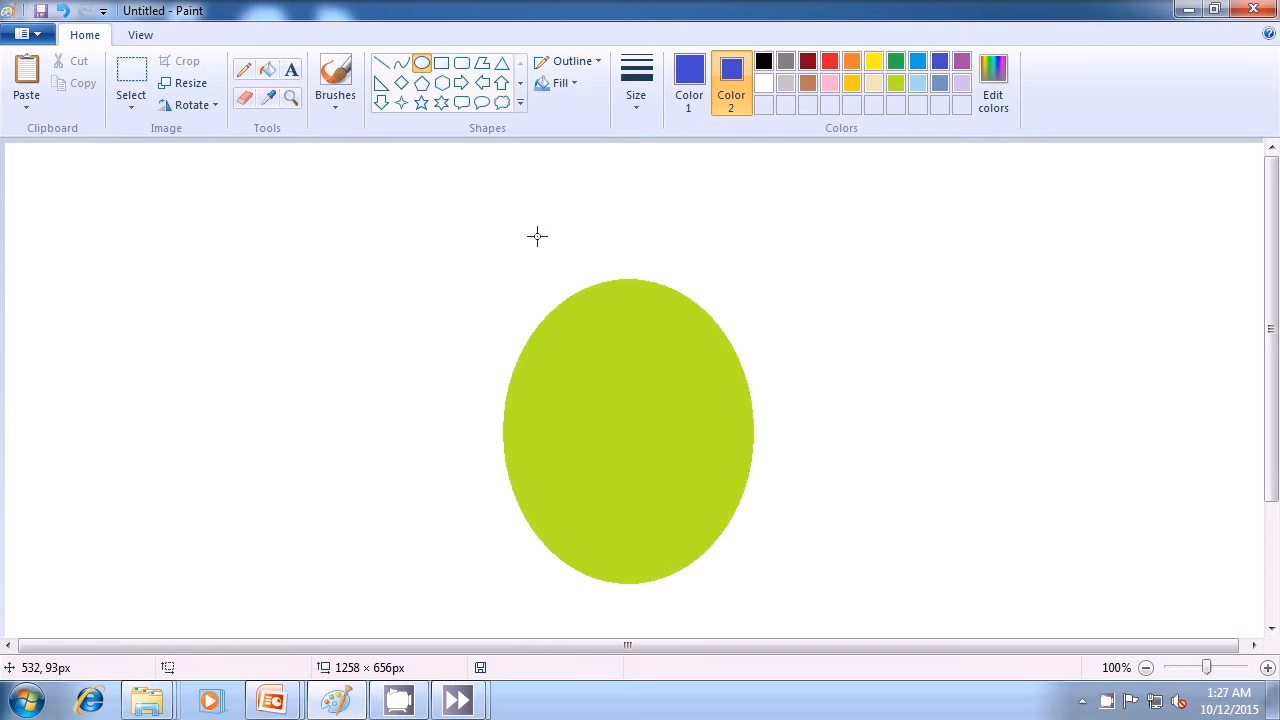 Untitled - Paint
Home View
Paste
Cut
Copy
Clipboard
Select
Crop
Resize
Rotate
Image
Tools
Brushes
Outline
Fill
Shapes
Size
Color 1
Color 2
Edit colors
Colors
532, 93px
1258 × 656px
100%
1:27 AM
10/12/2015